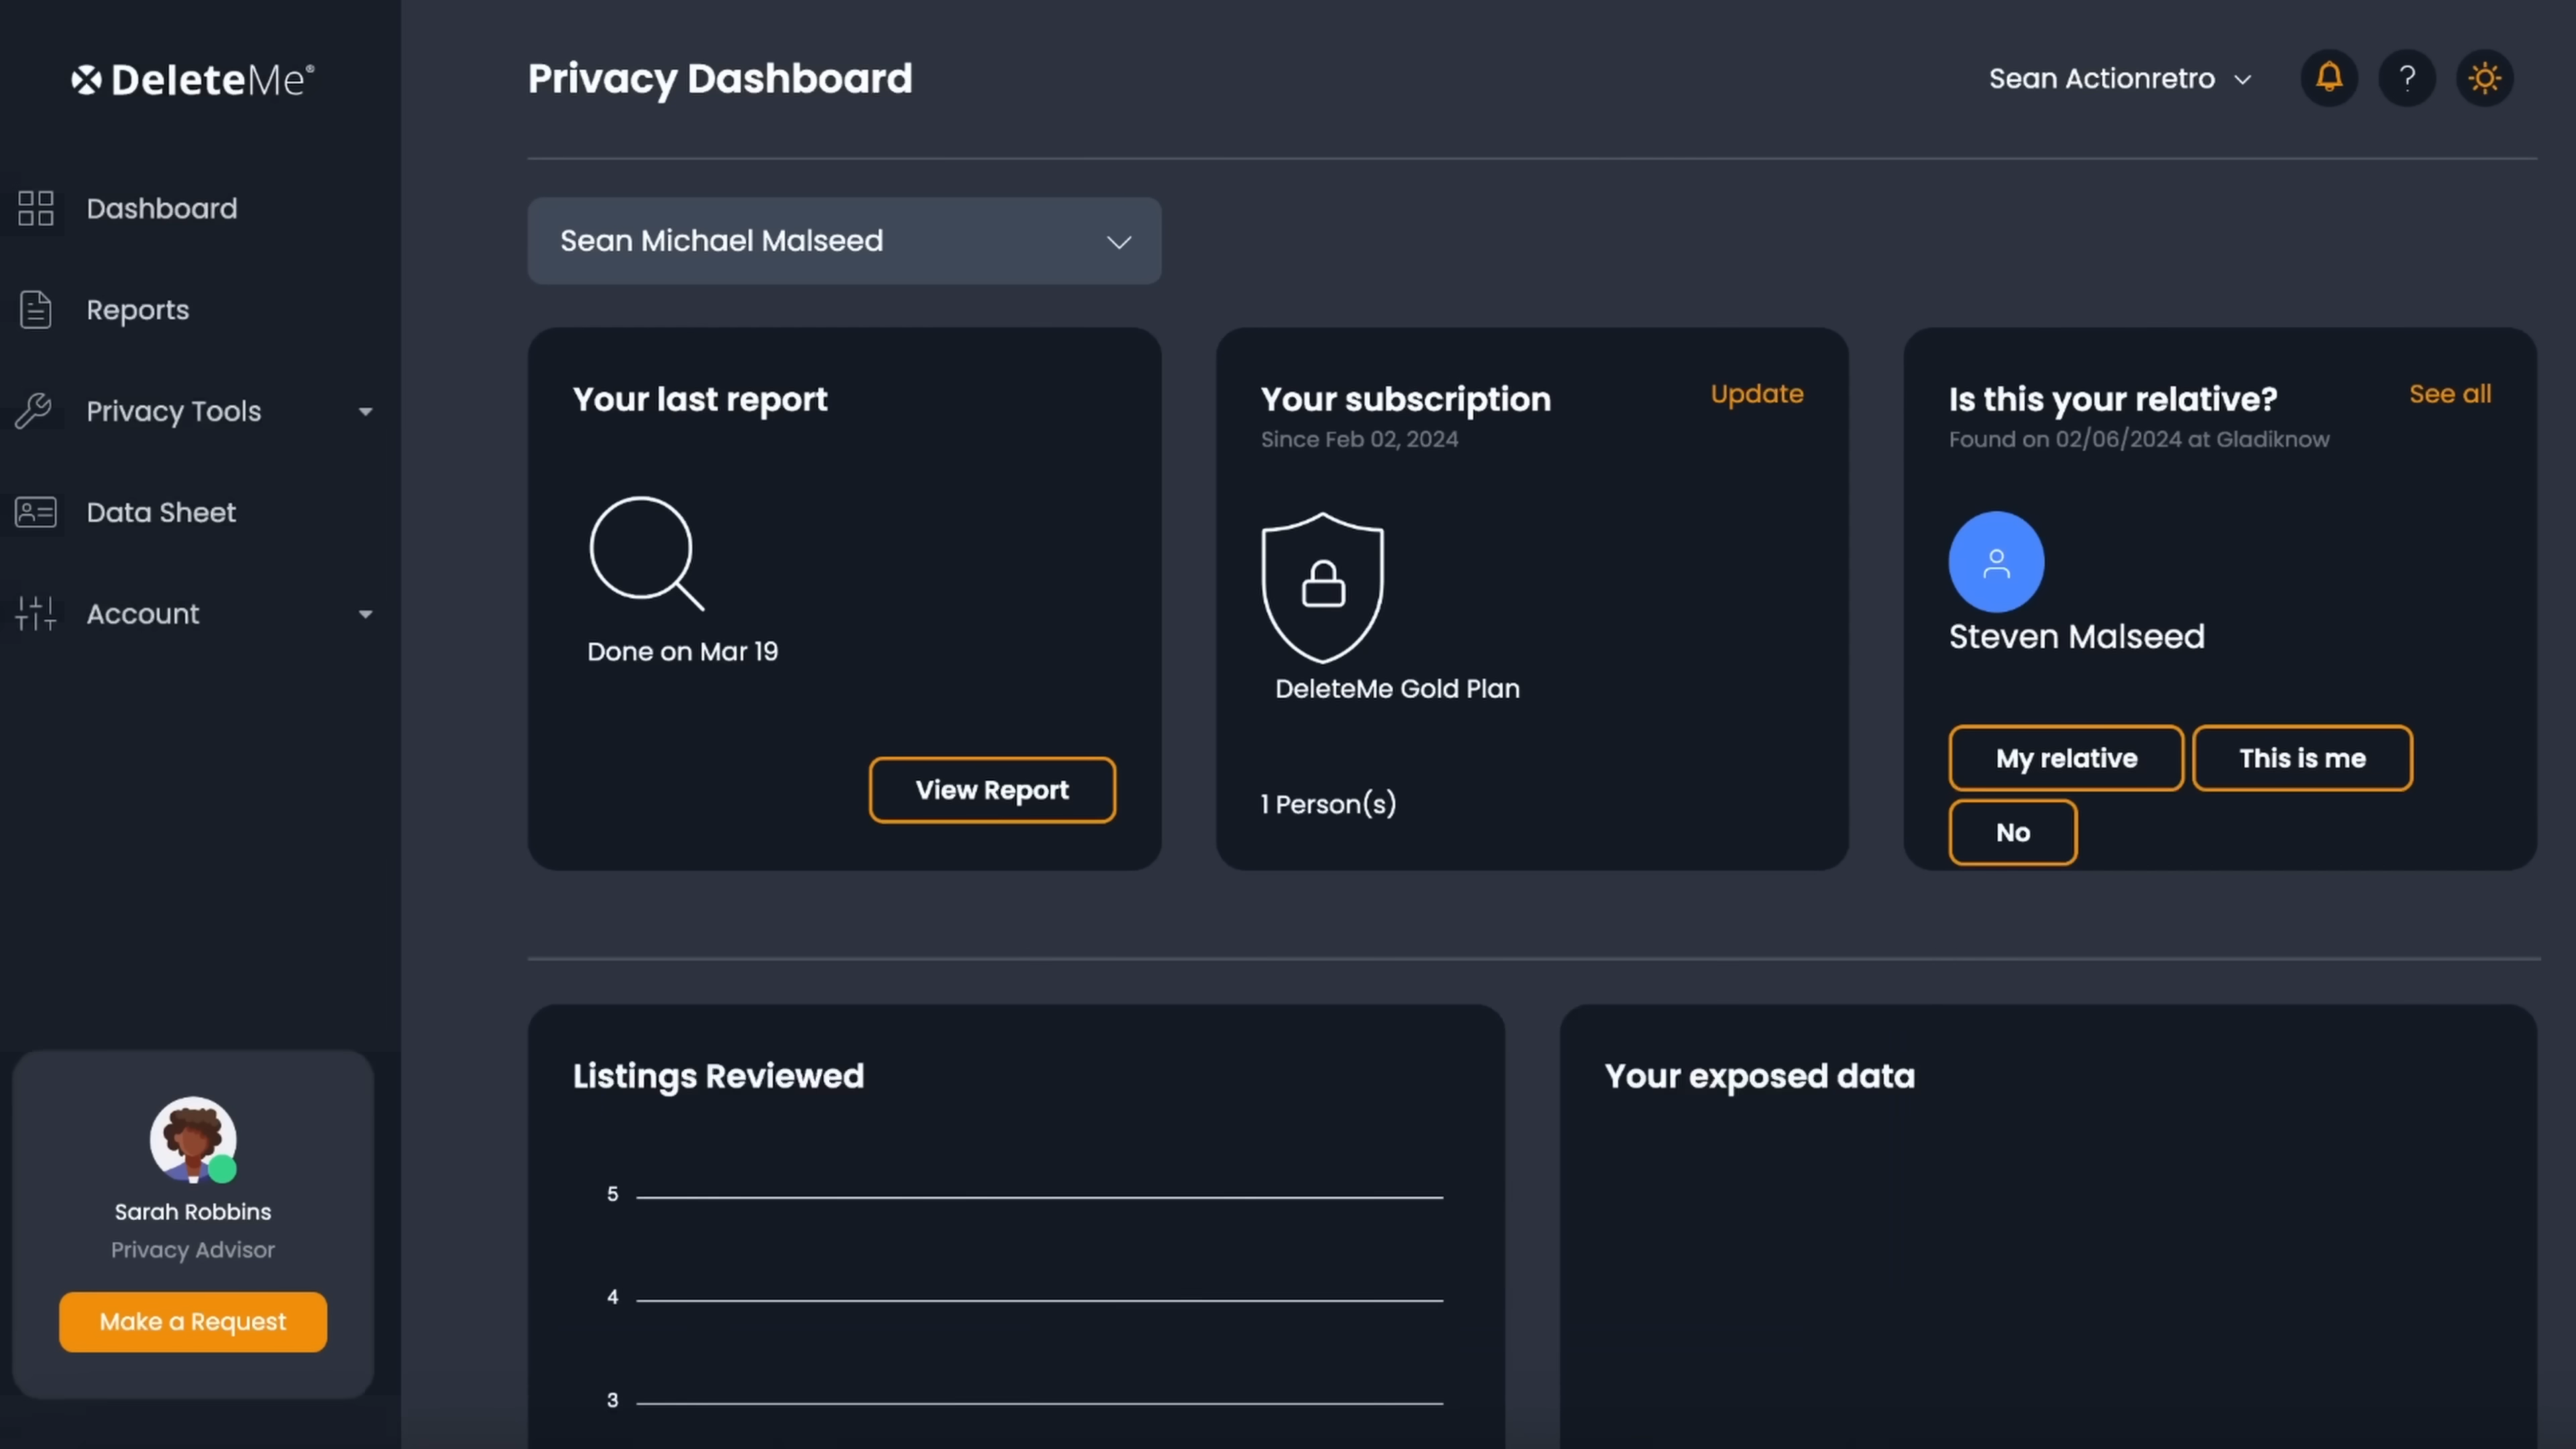 DeleteMe®
Dashboard
Reports
Privacy Tools
Data Sheet
Account
Sarah Robbins
Privacy Advisor
Make a Request
Privacy Dashboard
Sean Actionretro
?
Sean Michael Malseed
Your last report
Done on Mar 19
View Report
Your subscription
Update
Since Feb 02, 2024
DeleteMe Gold Plan
1 Person(s)
Is this your relative?
See all
Found on 02/06/2024 at Gladiknow
Steven Malseed
My relative
This is me
No
Listings Reviewed
5
4
3
Your exposed data